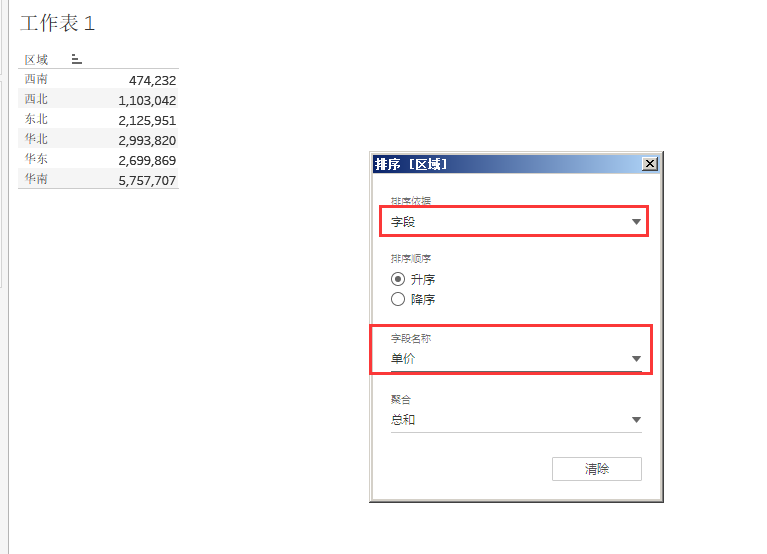 工作表 1
区域
西南 474,232
西北 1,103,042
东北 2,125,951
华北 2,993,820
华东 2,699,869
华南 5,757,707
排序 [区域]
排序依据
字段
排序顺序
升序
降序
字段名称
单价
聚合
总和
清除